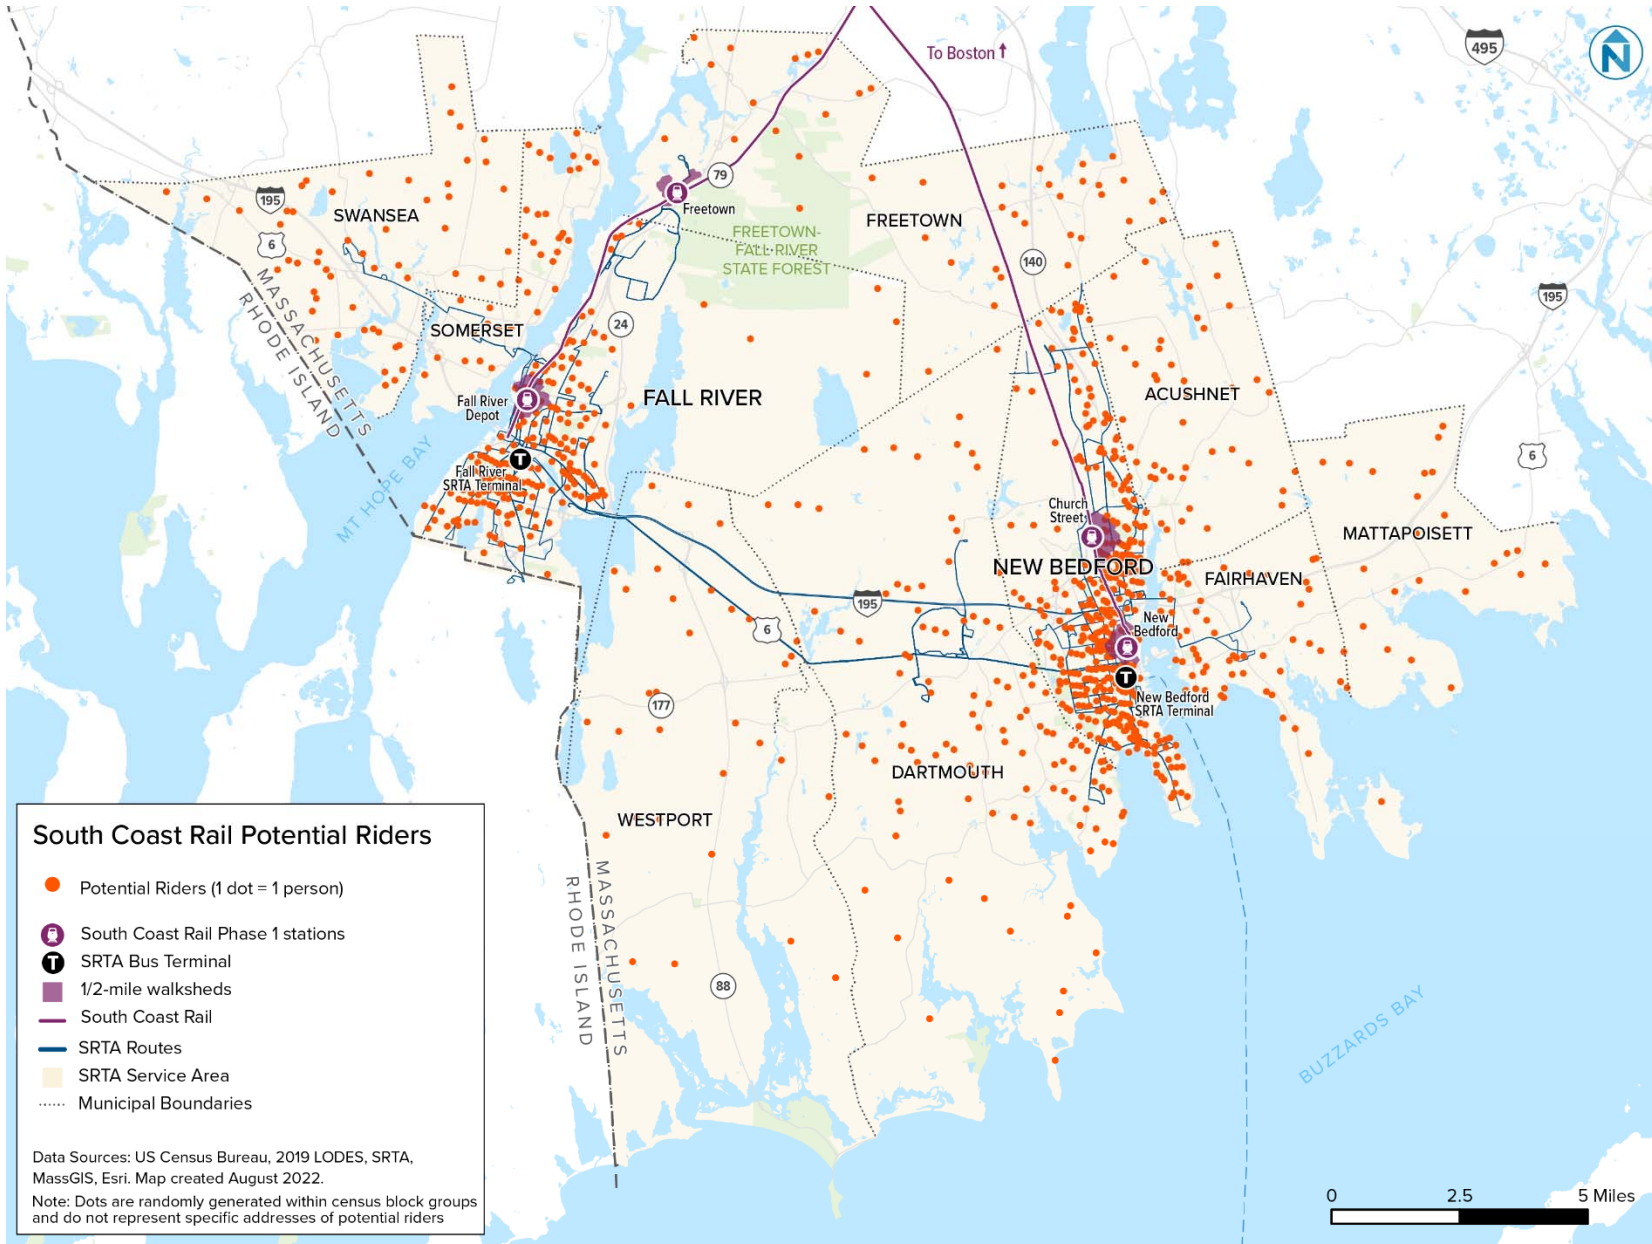 To Boston
495
N
79
Freetown
195
SWANSEA
6
FREETOWN
FREETOWN-
FALL RIVER
STATE FOREST
140
195
MASSACHUSETTS
RHODE ISLAND
SOMERSET
24
FALL RIVER
ACUSHNET
Fall River
Depot
MT HOPE BAY
T
Fall River
SRTA Terminal
6
Church
Street
MATTAPOISETT
NEW BEDFORD
FAIRHAVEN
195
6
New
Bedford
T
New Bedford
SRTA Terminal
177
DARTMOUTH
WESTPORT
MASSACHUSETTS
RHODE ISLAND
88
BUZZARDS BAY
South Coast Rail Potential Riders
Potential Riders (1 dot = 1 person)
South Coast Rail Phase 1 stations
T SRTA Bus Terminal
1/2-mile walksheds
South Coast Rail
SRTA Routes
SRTA Service Area
Municipal Boundaries
Data Sources: US Census Bureau, 2019 LODES, SRTA,
MassGIS, Esri. Map created August 2022.
Note: Dots are randomly generated within census block groups
and do not represent specific addresses of potential riders
0 2.5 5 Miles